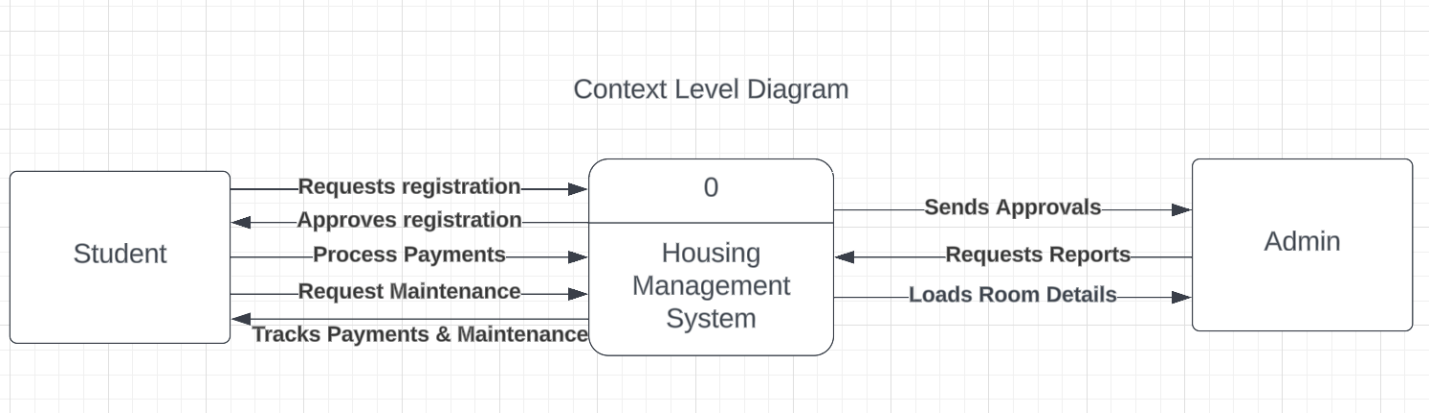 Context Level Diagram
Student
Requests registration
Approves registration
Process Payments
Request Maintenance
Tracks Payments & Maintenance
0
Housing
Management
System
Sends Approvals
Requests Reports
Loads Room Details
Admin